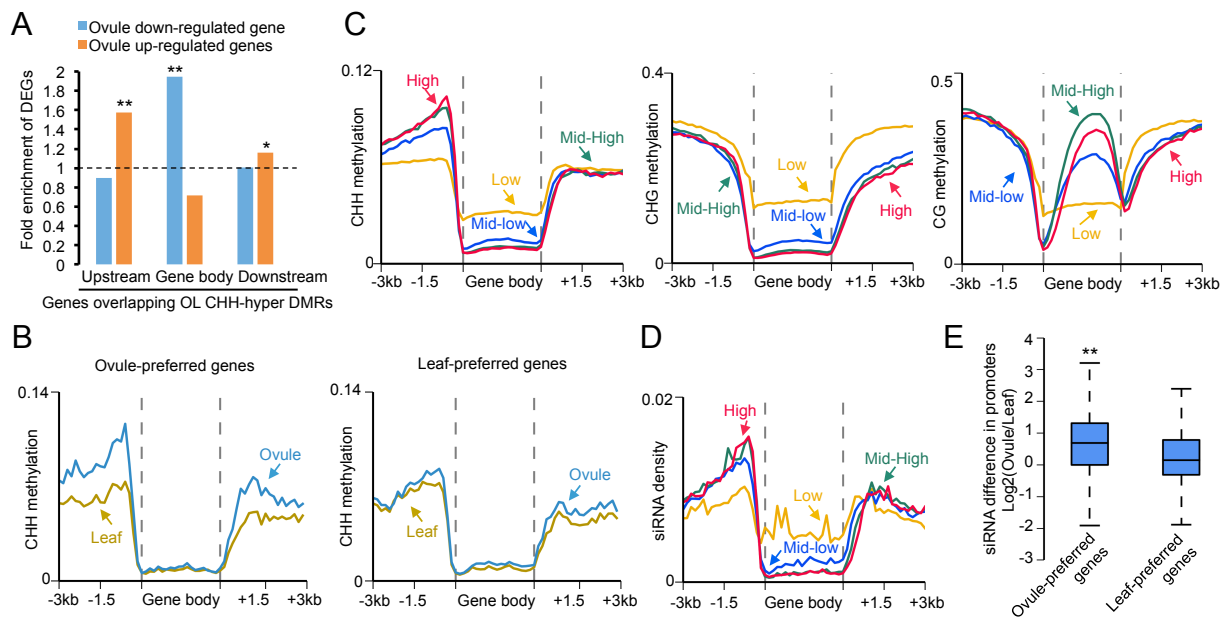 A
Ovule down-regulated gene
Ovule up-regulated genes
Fold enrichment of DEGs
2
1.8
1.6
1.4
1.2
1
0.8
0.6
0.4
0.2
0
**
**
*
Upstream Gene body Downstream
Genes overlapping OL CHH-hyper DMRs
B
Ovule-preferred genes
CHH methylation
0.14
0
Ovule
Leaf
-3kb -1.5 Gene body +1.5 +3kb
Leaf-preferred genes
CHH methylation
0.14
0
Ovule
Leaf
-3kb -1.5 Gene body +1.5 +3kb
C
CHH methylation
0.12
0
High
Mid-High
Low
Mid-low
-3kb -1.5 Gene body +1.5 +3kb
CHG methylation
0.4
0
Low
Mid-High
Mid-low
High
-3kb -1.5 Gene body +1.5 +3kb
CG methylation
0.5
0
Mid-High
Mid-low
High
Low
-3kb -1.5 Gene body +1.5 +3kb
D
siRNA density
0.02
0
High
Mid-High
Low
Mid-low
-3kb -1.5 Gene body +1.5 +3kb
E
siRNA difference in promoters
Log2(Ovule/Leaf)
4
3
2
1
0
-1
-2
-3
**
Ovule-preferred
genes
Leaf-preferred
genes